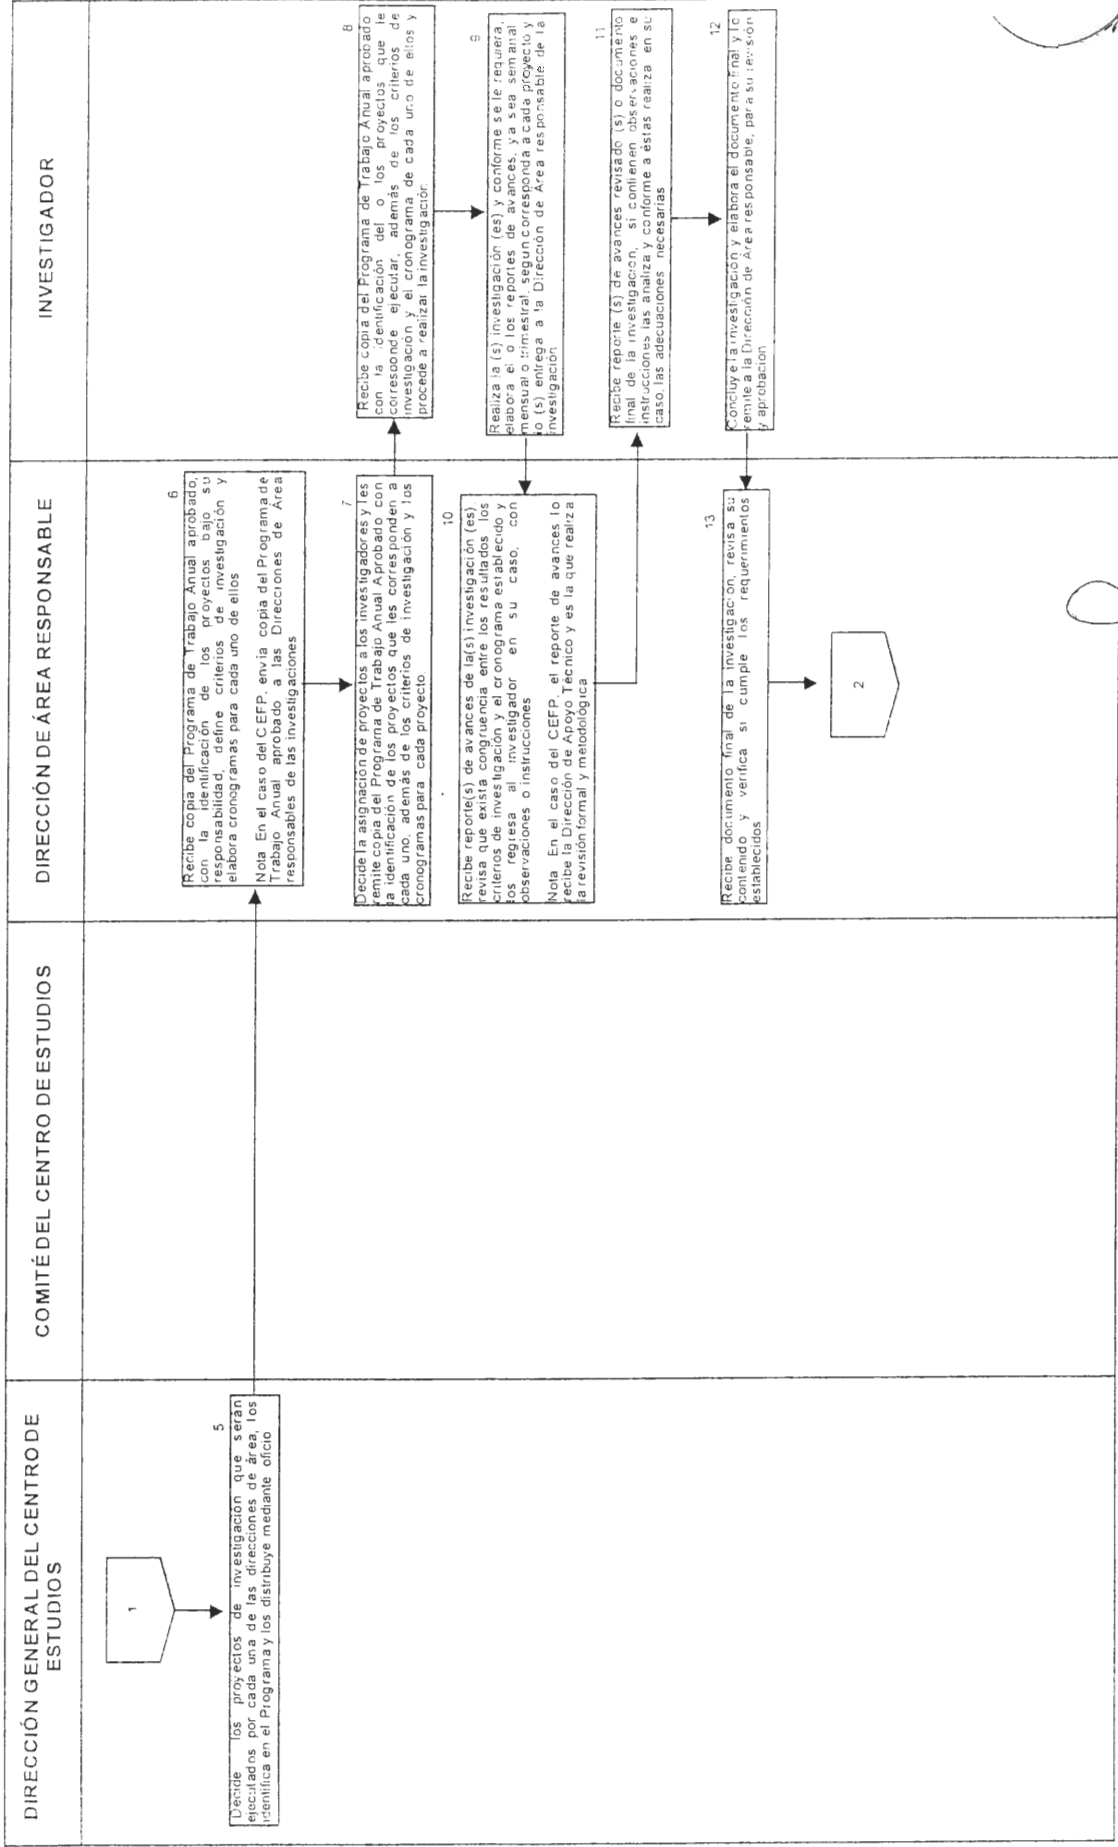 DIRECCIÓN GENERAL DEL CENTRO DE
ESTUDIOS
COMITÉ DEL CENTRO DE ESTUDIOS
DIRECCIÓN DE ÁREA RESPONSABLE
INVESTIGADOR
1
5
Decide los proyectos de investigación que serán
ejecutados por cada una de las direcciones de área, los
identifica en el Programa y los distribuye mediante oficio
6
Recibe copia del Programa de Trabajo Anual aprobado,
con la identificación de los proyectos bajo su
responsabilidad, define criterios de investigación y
elabora cronogramas para cada uno de ellos
Nota En el caso del CEFP, envía copia del Programa de
Trabajo Anual aprobado a las Direcciones de Área
responsables de las investigaciones
7
Decide la asignación de proyectos a los investigadores y les
remite copia del Programa de Trabajo Anual Aprobado con
la identificación de los proyectos que les corresponden a
cada uno, además de los criterios de investigación y los
cronogramas para cada proyecto
8
Recibe copia del Programa de Trabajo Anual aprobado
con la identificación del o los proyectos que le
corresponde ejecutar, además de los criterios de
investigación y el cronograma de cada uno de ellos y
procede a realizar la investigación.
9
Realiza la (s) investigación (es) y conforme se le requiera,
elabora el o los reportes de avances, ya sea semanal
mensual o trimestral, segun corresponda a cada proyecto y
lo (s) entrega a la Dirección de Área responsable de la
investigación
10
Recibe reporte(s) de avances de la(s) investigación (es)
revisa que exista congruencia entre los resultados los
criterios de investigación y el cronograma establecido y
los regresa al investigador en su caso, con
observaciones o instrucciones
Nota En el caso del CEFP, el reporte de avances lo
recibe la Dirección de Apoyo Técnico y es la que realiza
la revisión formal y metodológica
11
Recibe reporte (s) de avances revisado (s) o documento
final de la investigacion, si contienen observaciones e
instrucciones las analiza y conforme a éstas realiza en su
caso, las adecuaciones necesarias
12
Concluye la investigación y elabora el documento final y lo
remite a la Dirección de Área responsable, para su revisión
y aprobacion
13
Recibe documento final de la investigacion, revisa su
contenido y verifica si cumple los requerimientos
establecidos
2